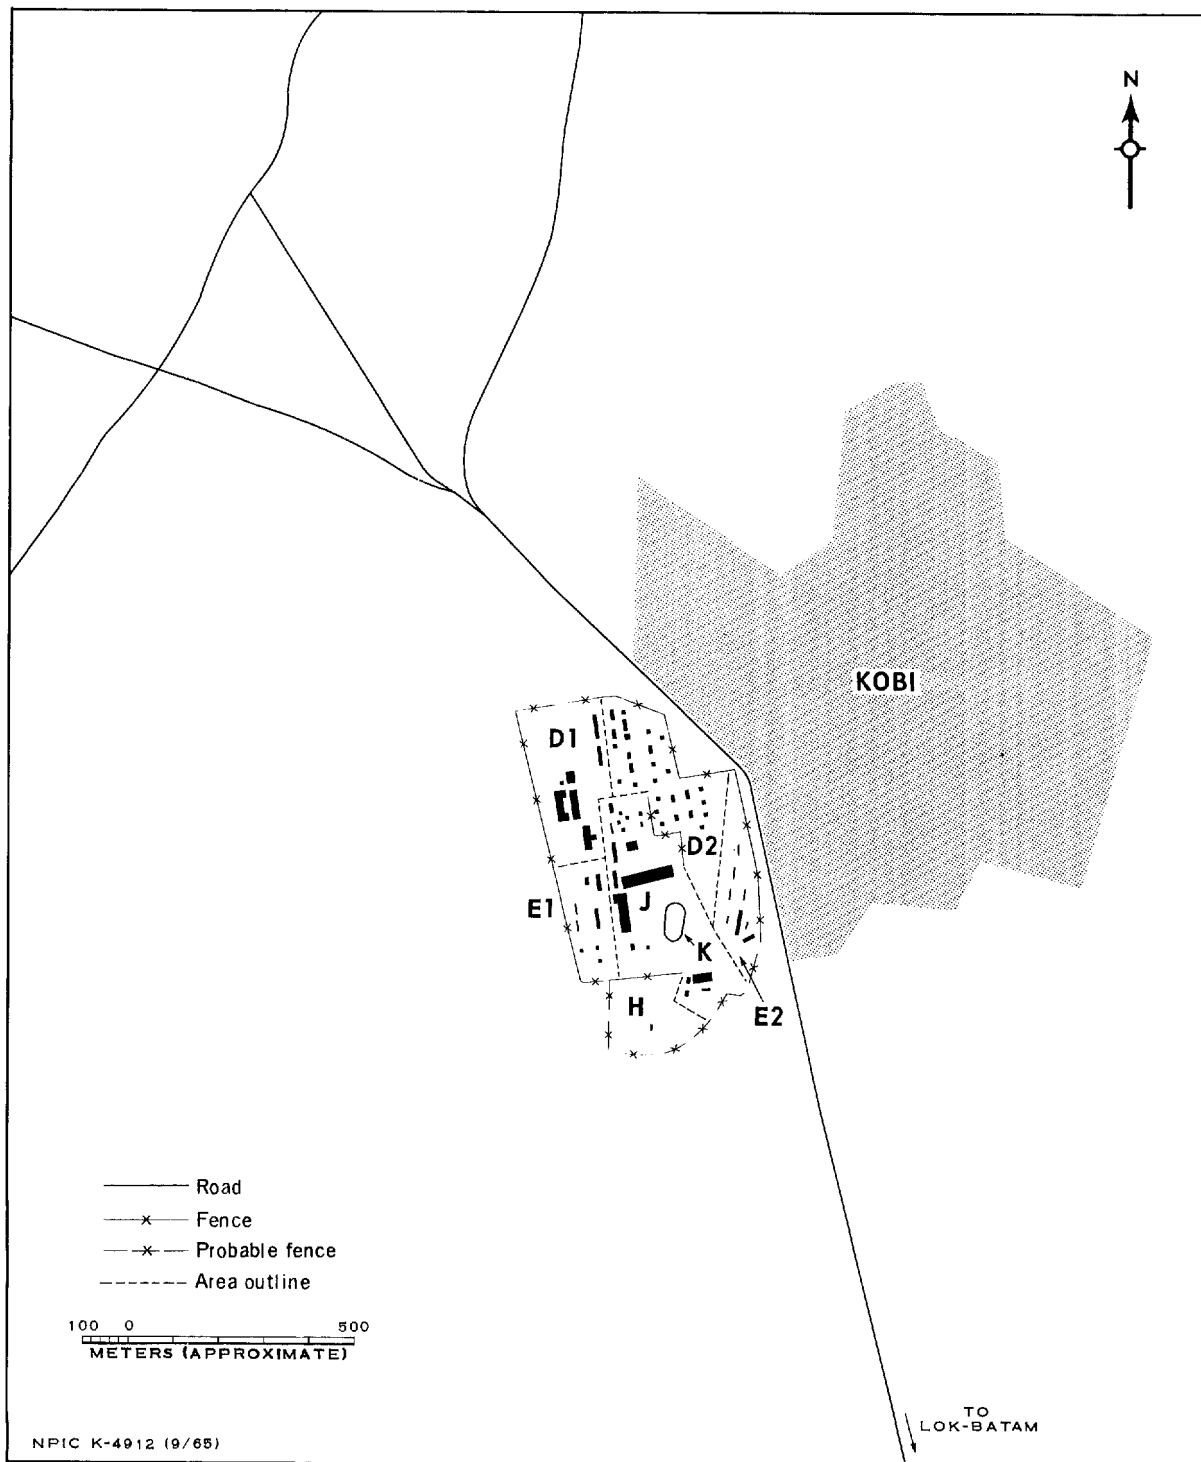 N
KOBI
D1
D2
E1
J
K
H
E2
Road
Fence
Probable fence
Area outline
100 0 500
METERS (APPROXIMATE)
TO
LOK-BATAM
NPIC K-4912 (9/65)